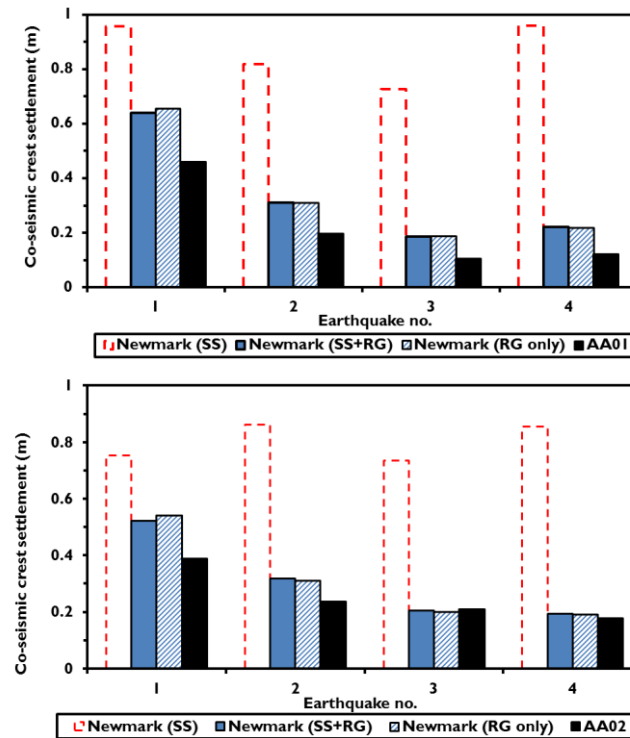 Co-seismic crest settlement (m)
1
0.8
0.6
0.4
0.2
0
1 2 3 4
Earthquake no.
Newmark (SS) Newmark (SS+RG) Newmark (RG only) AA01
Co-seismic crest settlement (m)
1
0.8
0.6
0.4
0.2
0
1 2 3 4
Earthquake no.
Newmark (SS) Newmark (SS+RG) Newmark (RG only) AA02